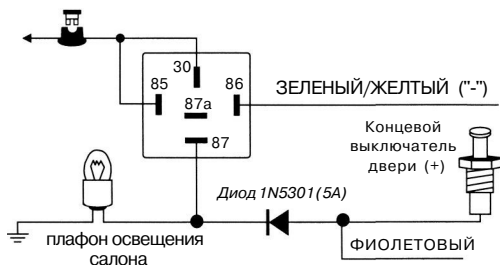 30
85
86
87a
87
ЗЕЛЕНЫЙ/ЖЕЛТЫЙ ("-")
Концевой
выключатель
двери (+)
Диод 1N5301(5A)
плафон освещения
салона
ФИОЛЕТОВЫЙ